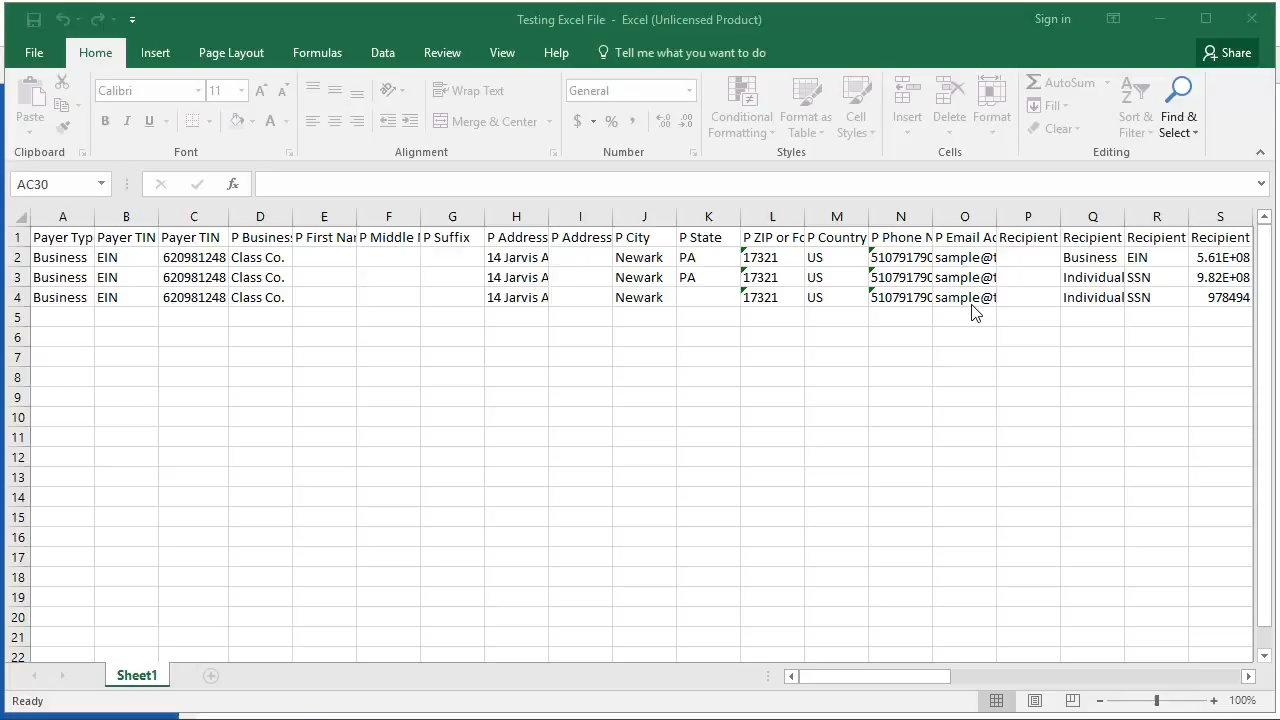 Testing Excel File - Excel (Unlicensed Product) Sign in
File Home Insert Page Layout Formulas Data Review View Help Tell me what you want to do Share
Calibri 11 Wrap Text General AutoSum
Paste Conditional Format as Cell Insert Delete Format Fill Sort & Find &
B I U A Merge & Center $ % , Formatting Table Styles Clear Filter Select
Clipboard Font Alignment Number Styles Cells Editing
AC30 fx
A B C D E F G H I J K L M N O P Q R S
1 Payer Typ Payer TIN Payer TIN P Business P First Nar P Middle P Suffix P Address P Address P City P State P ZIP or Fo P Country P Phone N P Email Ac Recipient Recipient Recipient Recipient
2 Business EIN 620981248 Class Co. 14 Jarvis A Newark PA 17321 US 510791790 sample@t Business EIN 5.61E+08
3 Business EIN 620981248 Class Co. 14 Jarvis A Newark PA 17321 US 510791790 sample@t Individual SSN 9.82E+08
4 Business EIN 620981248 Class Co. 14 Jarvis A Newark 17321 US 510791790 sample@t Individual SSN 978494
5
6
7
8
9
10
11
12
13
14
15
16
17
18
19
20
21
22
Sheet1
Ready 100%